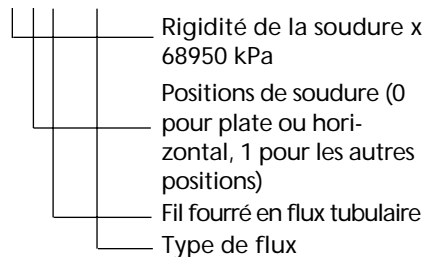 Rigidité de la soudure x
68950 kPa
Positions de soudure (0
pour plate ou hori-
zontal, 1 pour les autres
positions)
Fil fourré en flux tubulaire
Type de flux